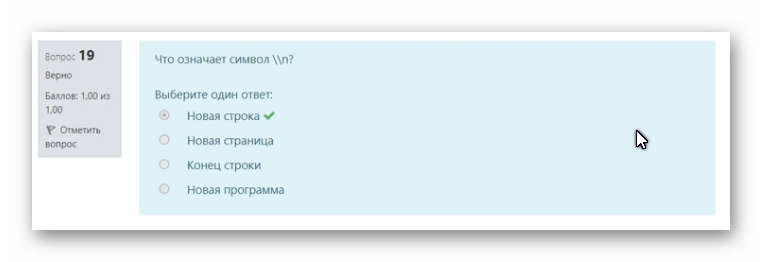 Вопрос 19
Верно
Баллов: 1,00 из
1,00
Отметить
вопрос
Что означает символ \\n?
Выберите один ответ:
Новая строка
Новая страница
Конец строки
Новая программа